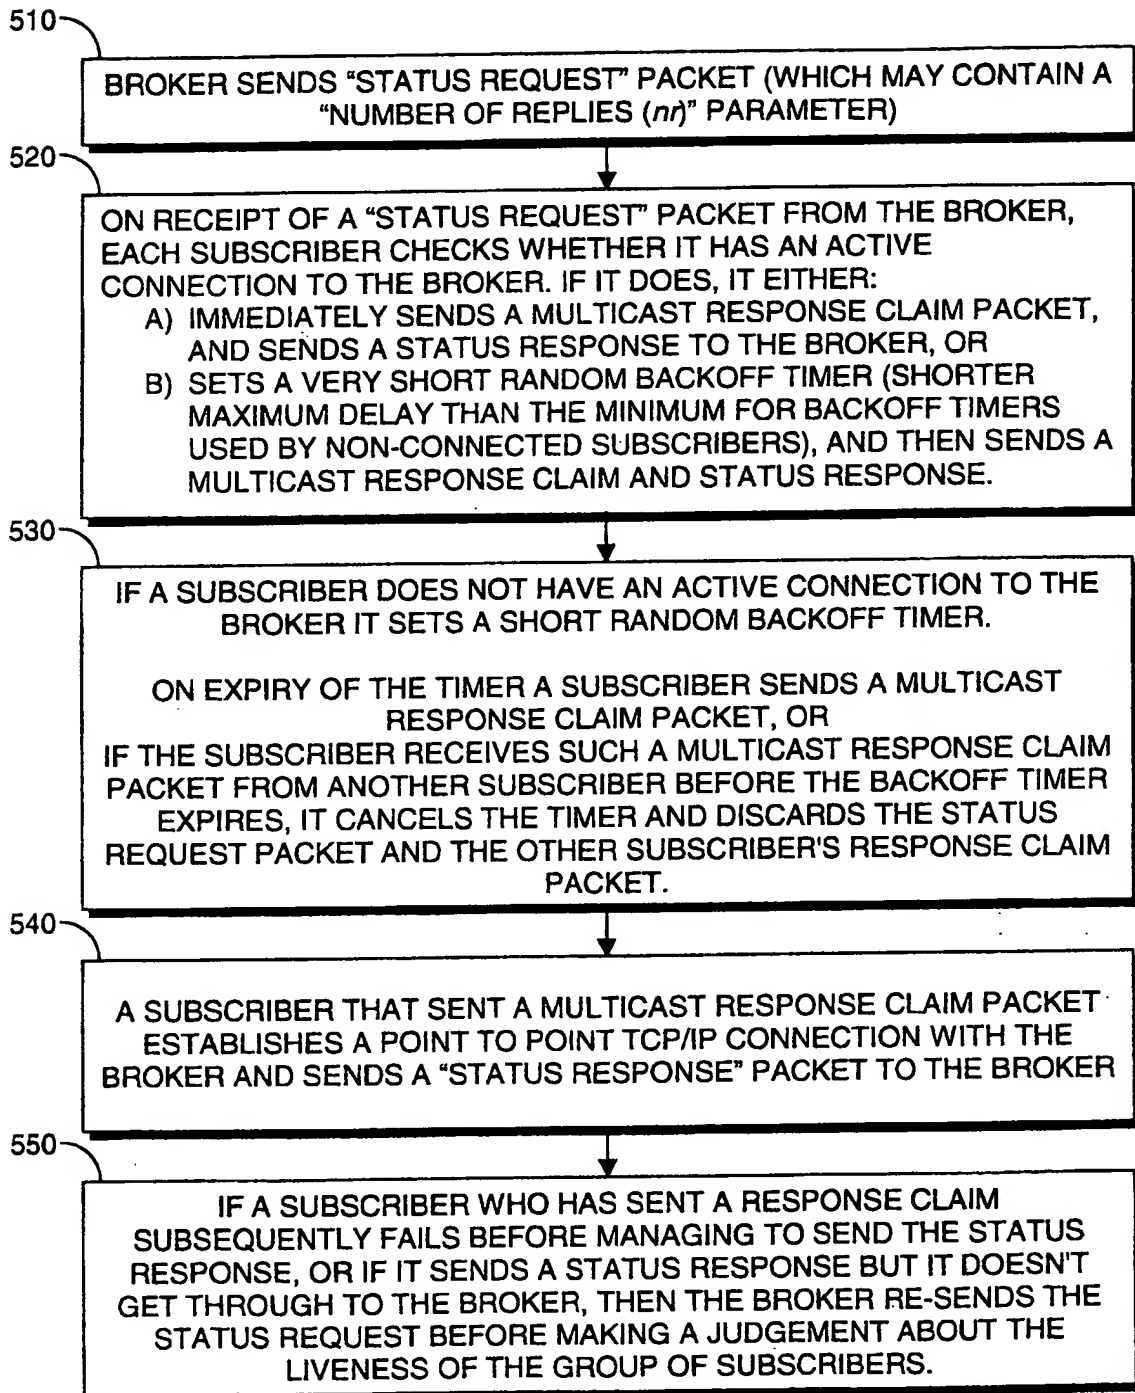 510
BROKER SENDS "STATUS REQUEST" PACKET (WHICH MAY CONTAIN A
"NUMBER OF REPLIES (nr)" PARAMETER)
520
ON RECEIPT OF A "STATUS REQUEST" PACKET FROM THE BROKER,
EACH SUBSCRIBER CHECKS WHETHER IT HAS AN ACTIVE
CONNECTION TO THE BROKER. IF IT DOES, IT EITHER:
A) IMMEDIATELY SENDS A MULTICAST RESPONSE CLAIM PACKET,
AND SENDS A STATUS RESPONSE TO THE BROKER, OR
B) SETS A VERY SHORT RANDOM BACKOFF TIMER (SHORTER
MAXIMUM DELAY THAN THE MINIMUM FOR BACKOFF TIMERS
USED BY NON-CONNECTED SUBSCRIBERS), AND THEN SENDS A
MULTICAST RESPONSE CLAIM AND STATUS RESPONSE.
530
IF A SUBSCRIBER DOES NOT HAVE AN ACTIVE CONNECTION TO THE
BROKER IT SETS A SHORT RANDOM BACKOFF TIMER.
ON EXPIRY OF THE TIMER A SUBSCRIBER SENDS A MULTICAST
RESPONSE CLAIM PACKET, OR
IF THE SUBSCRIBER RECEIVES SUCH A MULTICAST RESPONSE CLAIM
PACKET FROM ANOTHER SUBSCRIBER BEFORE THE BACKOFF TIMER
EXPIRES, IT CANCELS THE TIMER AND DISCARDS THE STATUS
REQUEST PACKET AND THE OTHER SUBSCRIBER'S RESPONSE CLAIM
PACKET.
540
A SUBSCRIBER THAT SENT A MULTICAST RESPONSE CLAIM PACKET
ESTABLISHES A POINT TO POINT TCP/IP CONNECTION WITH THE
BROKER AND SENDS A "STATUS RESPONSE" PACKET TO THE BROKER
550
IF A SUBSCRIBER WHO HAS SENT A RESPONSE CLAIM
SUBSEQUENTLY FAILS BEFORE MANAGING TO SEND THE STATUS
RESPONSE, OR IF IT SENDS A STATUS RESPONSE BUT IT DOESN'T
GET THROUGH TO THE BROKER, THEN THE BROKER RE-SENDS THE
STATUS REQUEST BEFORE MAKING A JUDGEMENT ABOUT THE
LIVENESS OF THE GROUP OF SUBSCRIBERS.